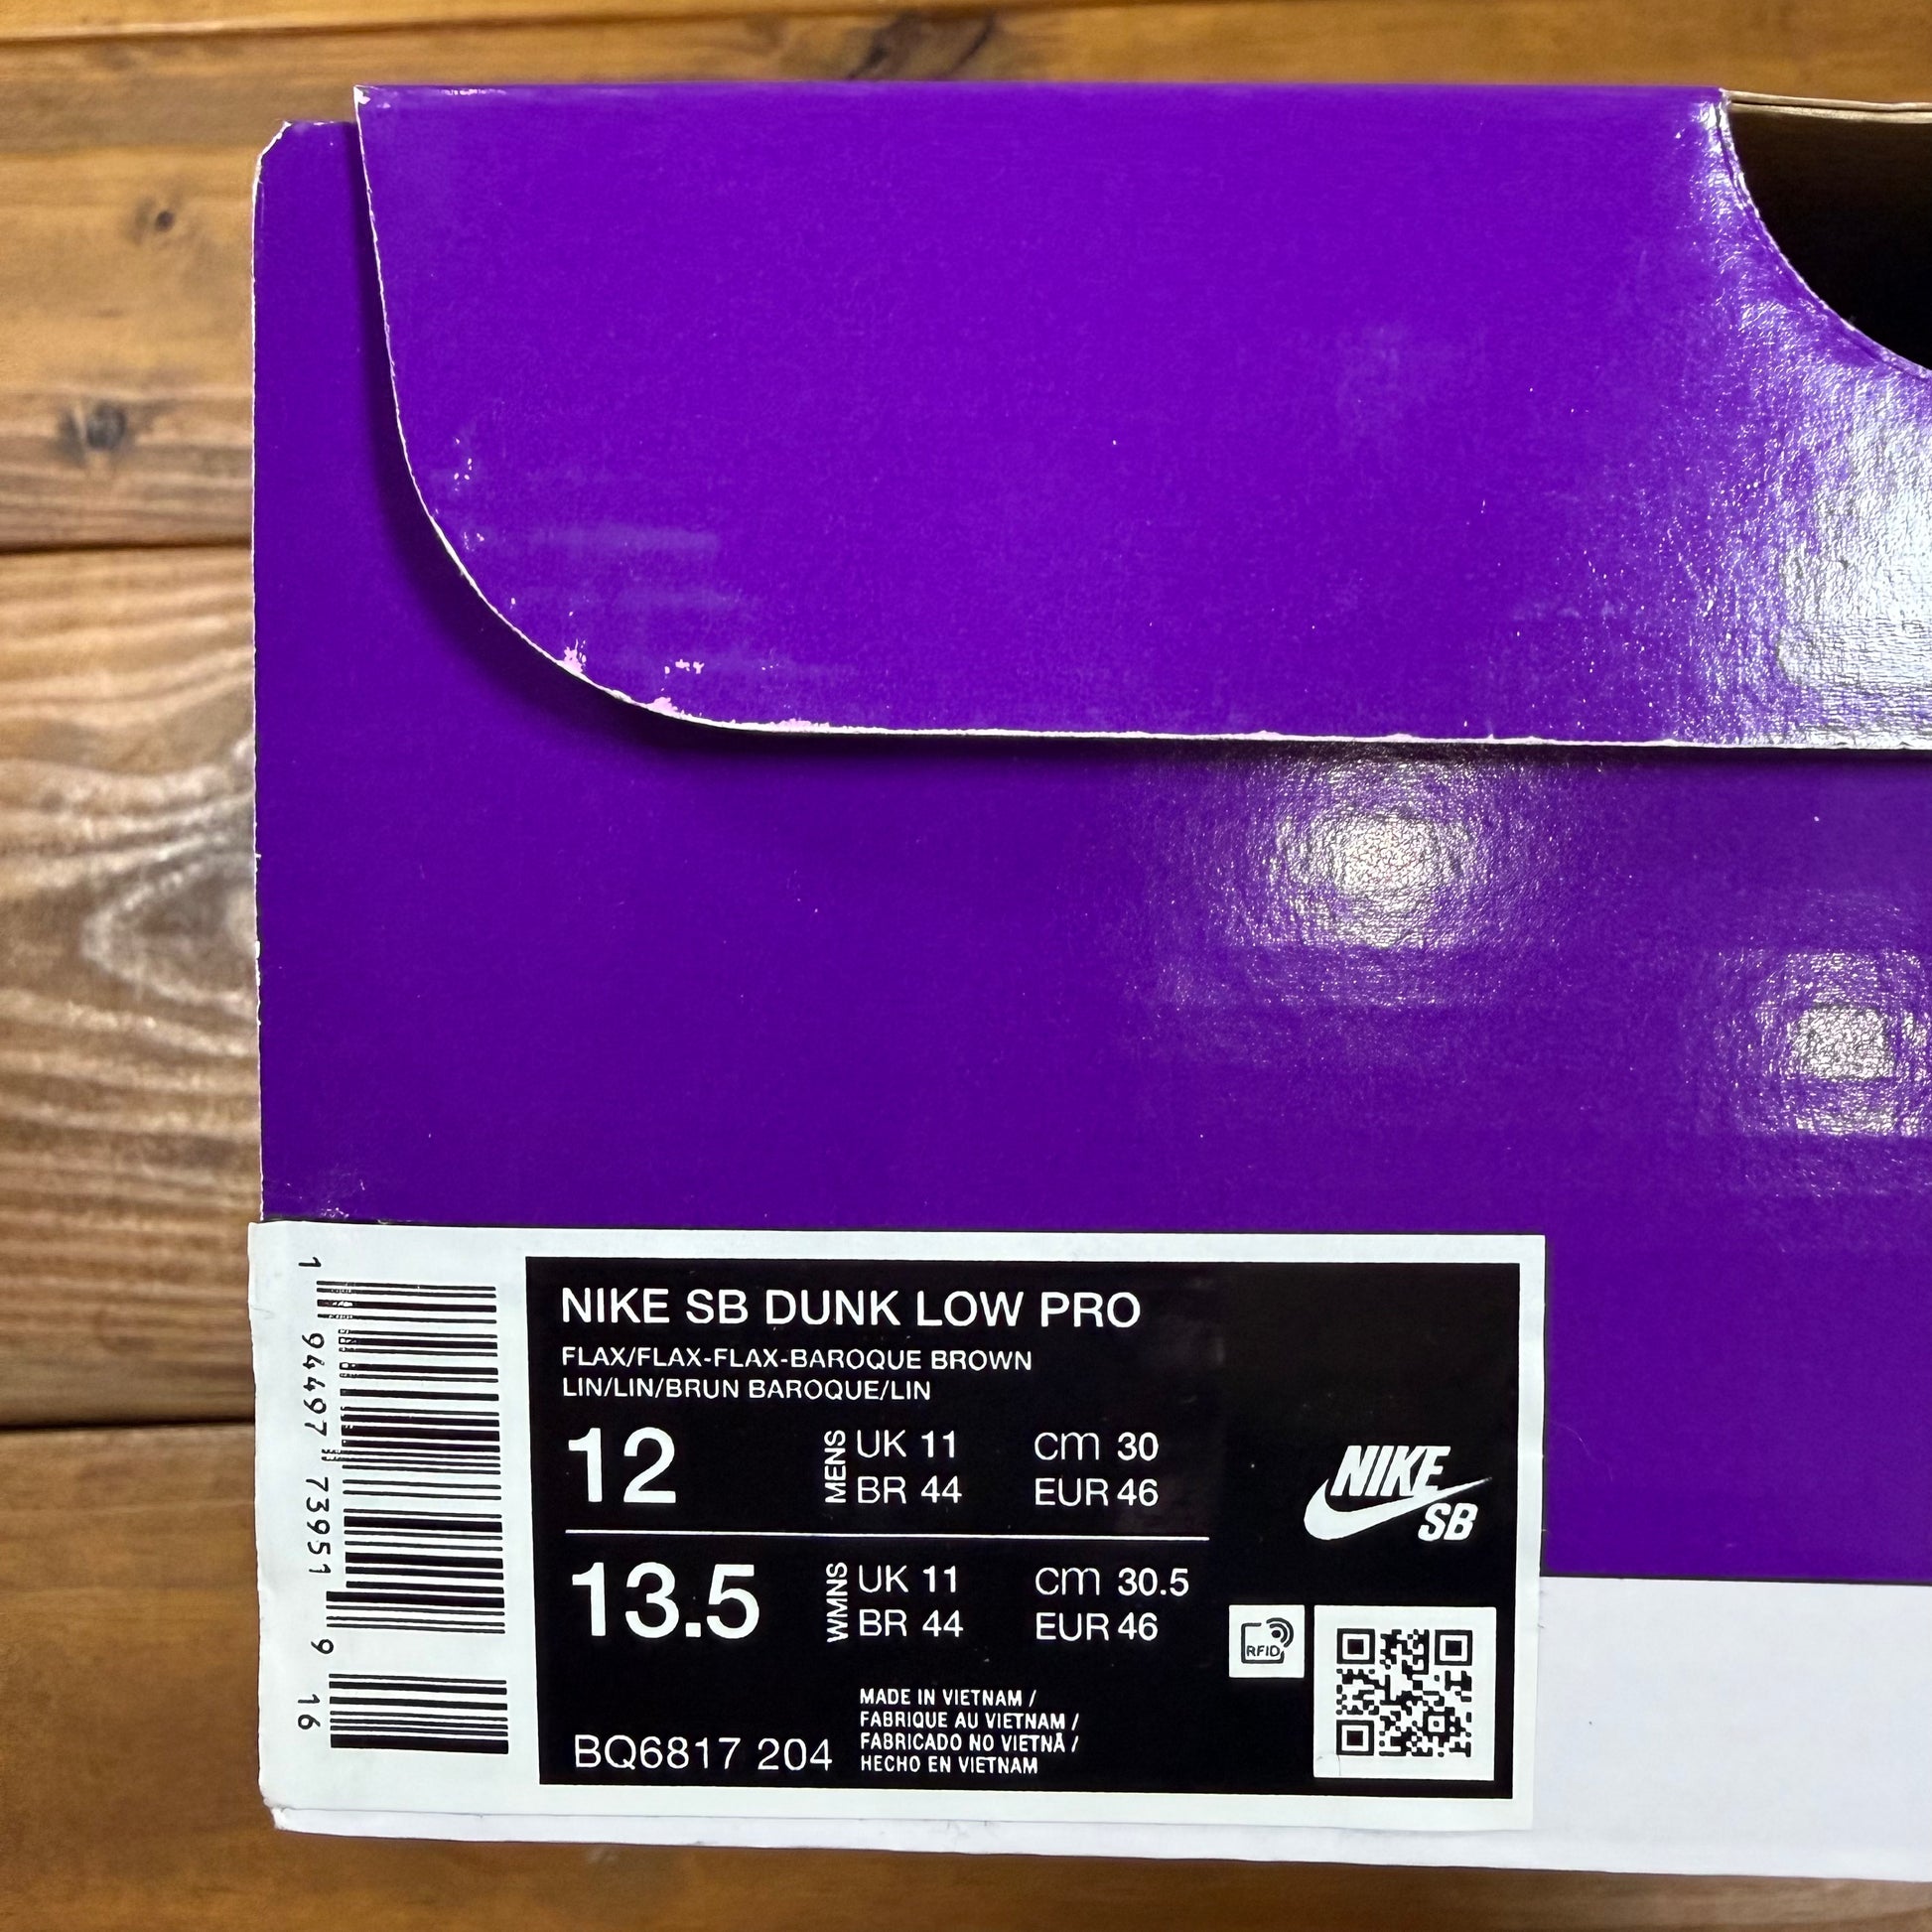 1 94497 73951 9 16
NIKE SB DUNK LOW PRO
FLAX/FLAX-FLAX-BAROQUE BROWN
LIN/LIN/BRUN BAROQUE/LIN
12 MENS UK 11 cm 30
BR 44 EUR 46
13.5 WMNS UK 11 cm 30.5
BR 44 EUR 46
NIKE
SB
RFID
MADE IN VIETNAM /
FABRIQUE AU VIETNAM /
FABRICADO NO VIETNÃ /
HECHO EN VIETNAM
BQ6817 204